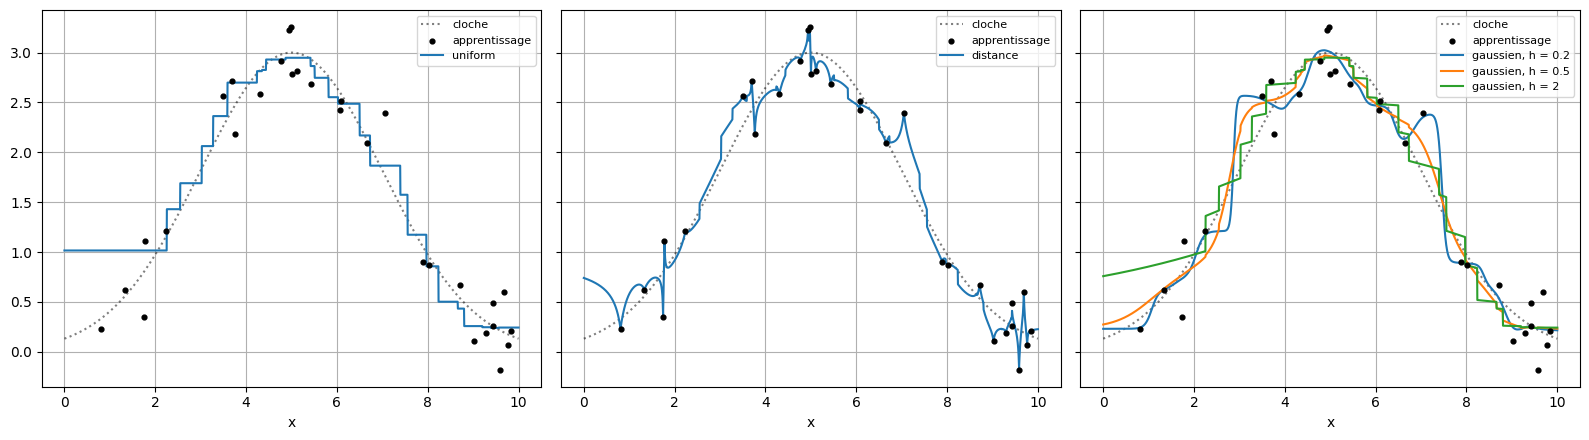 cloche
apprentissage
uniform
3.0
2.5
2.0
1.5
1.0
0.5
0.0
0 2 4 6 8 10
x
cloche
apprentissage
distance
0 2 4 6 8 10
x
cloche
apprentissage
gaussien, h = 0.2
gaussien, h = 0.5
gaussien, h = 2
0 2 4 6 8 10
x